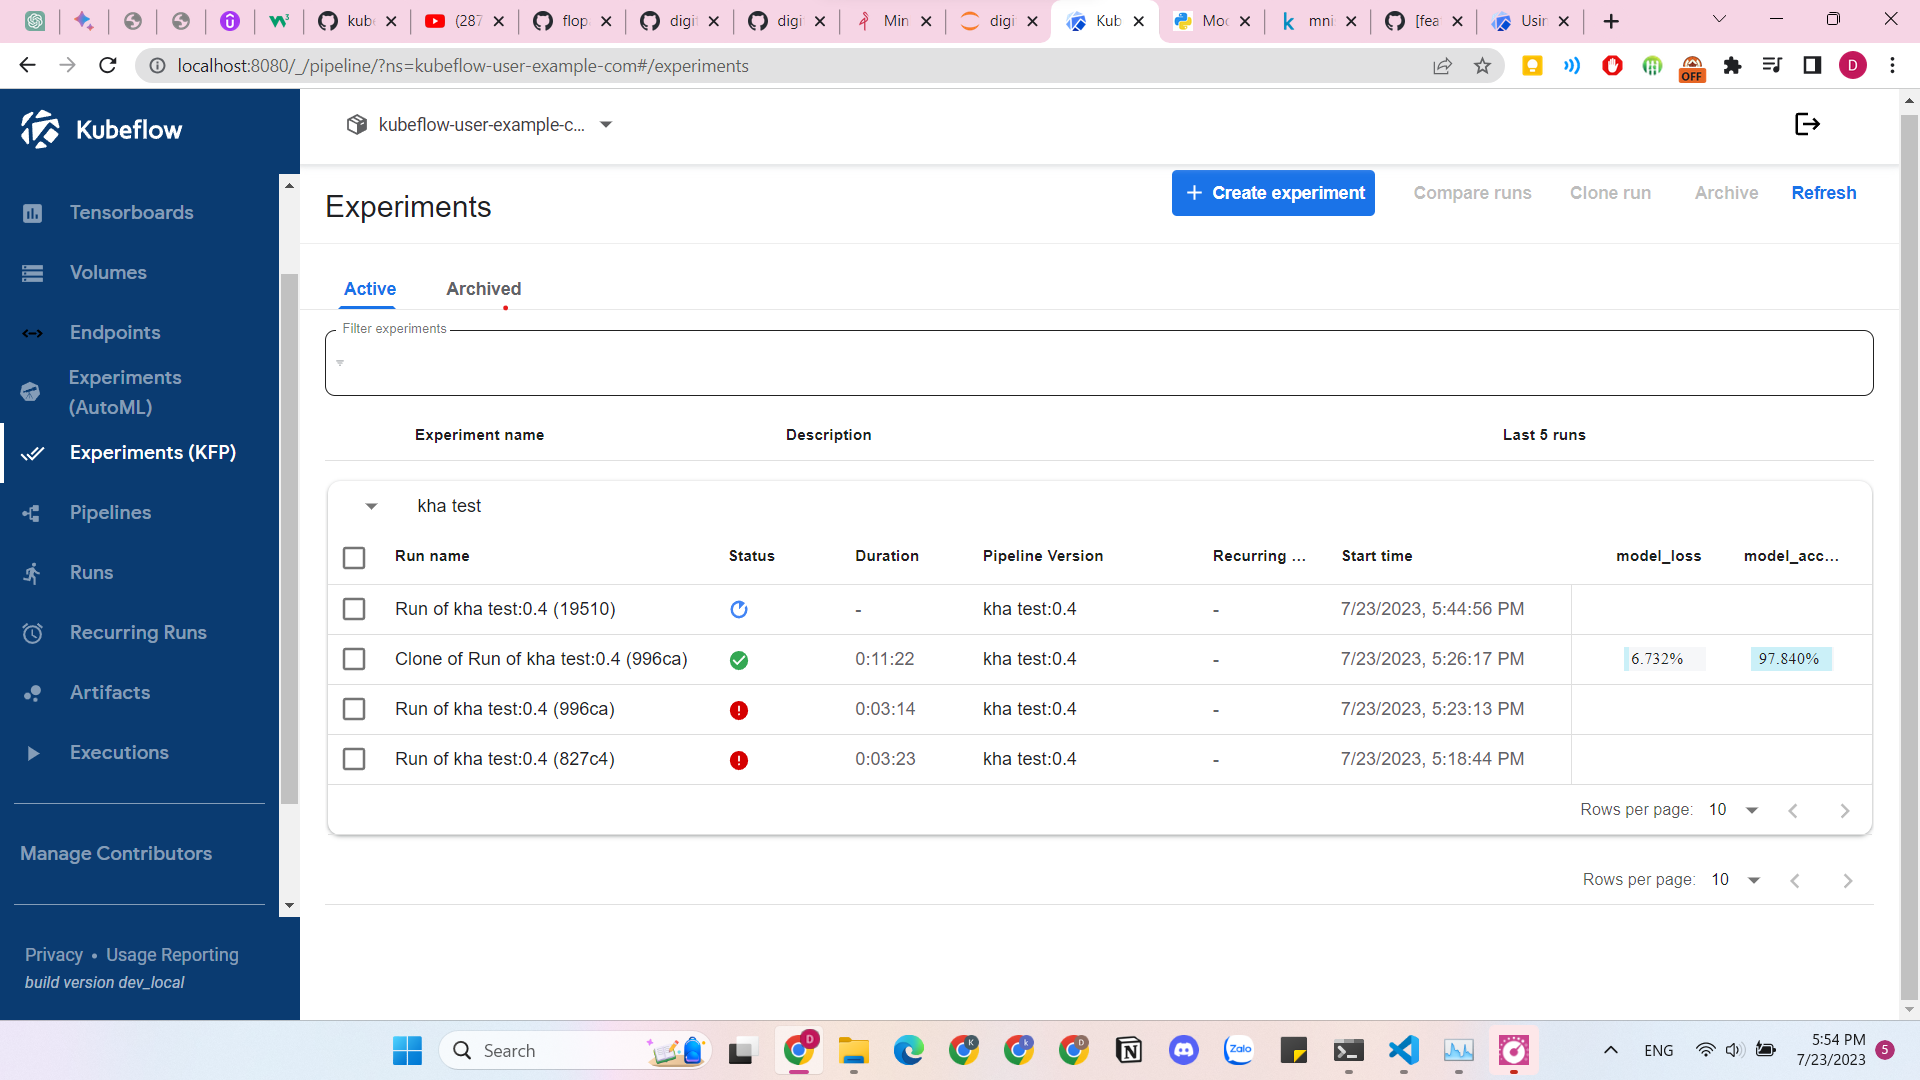 kube
(287
flop
digit
digit
Min
digi
Kub
Moc
mni
[fea
Usin
localhost:8080/_/pipeline/?ns=kubeflow-user-example-com#/experiments
OFF
D
Kubeflow
kubeflow-user-example-c...
Tensorboards
Volumes
Endpoints
Experiments
(AutoML)
Experiments (KFP)
Pipelines
Runs
Recurring Runs
Artifacts
Executions
Manage Contributors
Privacy • Usage Reporting
build version dev_local
Experiments
+ Create experiment
Compare runs
Clone run
Archive
Refresh
Active
Archived
Filter experiments
Experiment name Description Last 5 runs
kha test
Run name Status Duration Pipeline Version Recurring ... Start time model_loss model_acc...
Run of kha test:0.4 (19510) - kha test:0.4 - 7/23/2023, 5:44:56 PM
Clone of Run of kha test:0.4 (996ca) 0:11:22 kha test:0.4 - 7/23/2023, 5:26:17 PM 6.732% 97.840%
Run of kha test:0.4 (996ca) 0:03:14 kha test:0.4 - 7/23/2023, 5:23:13 PM
Run of kha test:0.4 (827c4) 0:03:23 kha test:0.4 - 7/23/2023, 5:18:44 PM
Rows per page: 10
Rows per page: 10
Search
D
K
k
D
Zalo
ENG
5:54 PM
7/23/2023
5